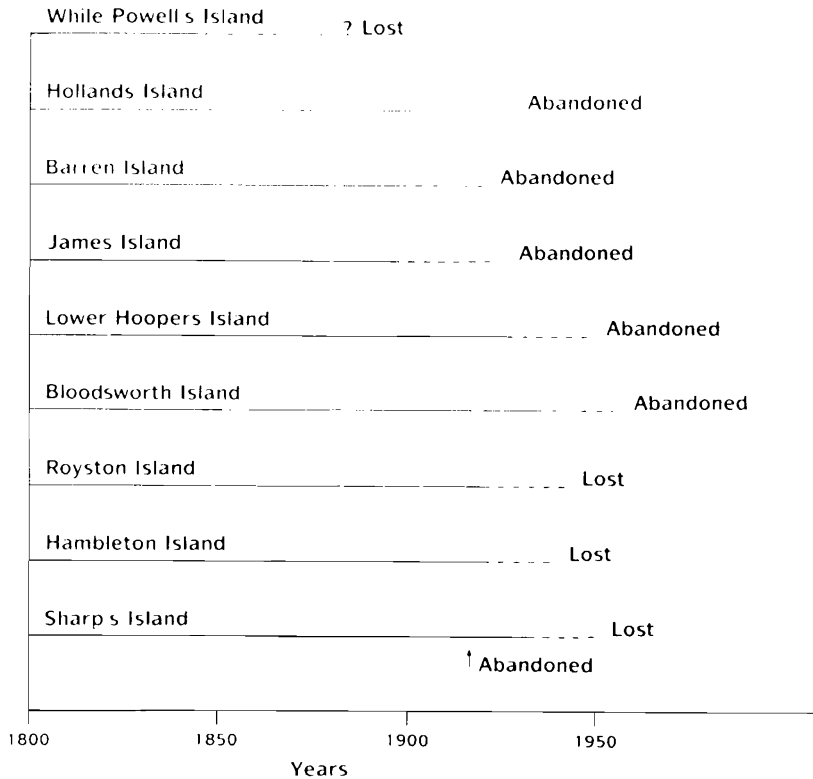 While Powell's Island
? Lost
Hollands Island
Abandoned
Barren Island
Abandoned
James Island
Abandoned
Lower Hoopers Island
Abandoned
Bloodsworth Island
Abandoned
Royston Island
Lost
Hambleton Island
Lost
Sharp's Island
Lost
Abandoned
1800 1850 1900 1950
Years